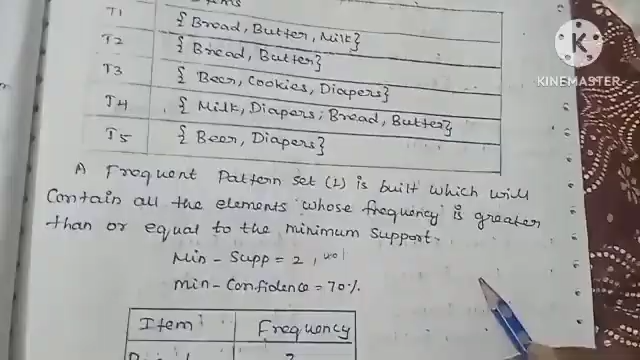 T1 { Bread, Butter, Milk}
T2 { Bread, Butter}
T3 { Beer, Cookies, Diapers}
T4 { Milk, Diapers, Bread, Butter}
T5 { Beer, Diapers}
A Frequent Pattern set (L) is built which will
Contain all the elements whose frequency is greater
than or equal to the minimum support.
Min - Supp = 2,
min - Confidence = 70%.
Item Frequency
KINEMASTER